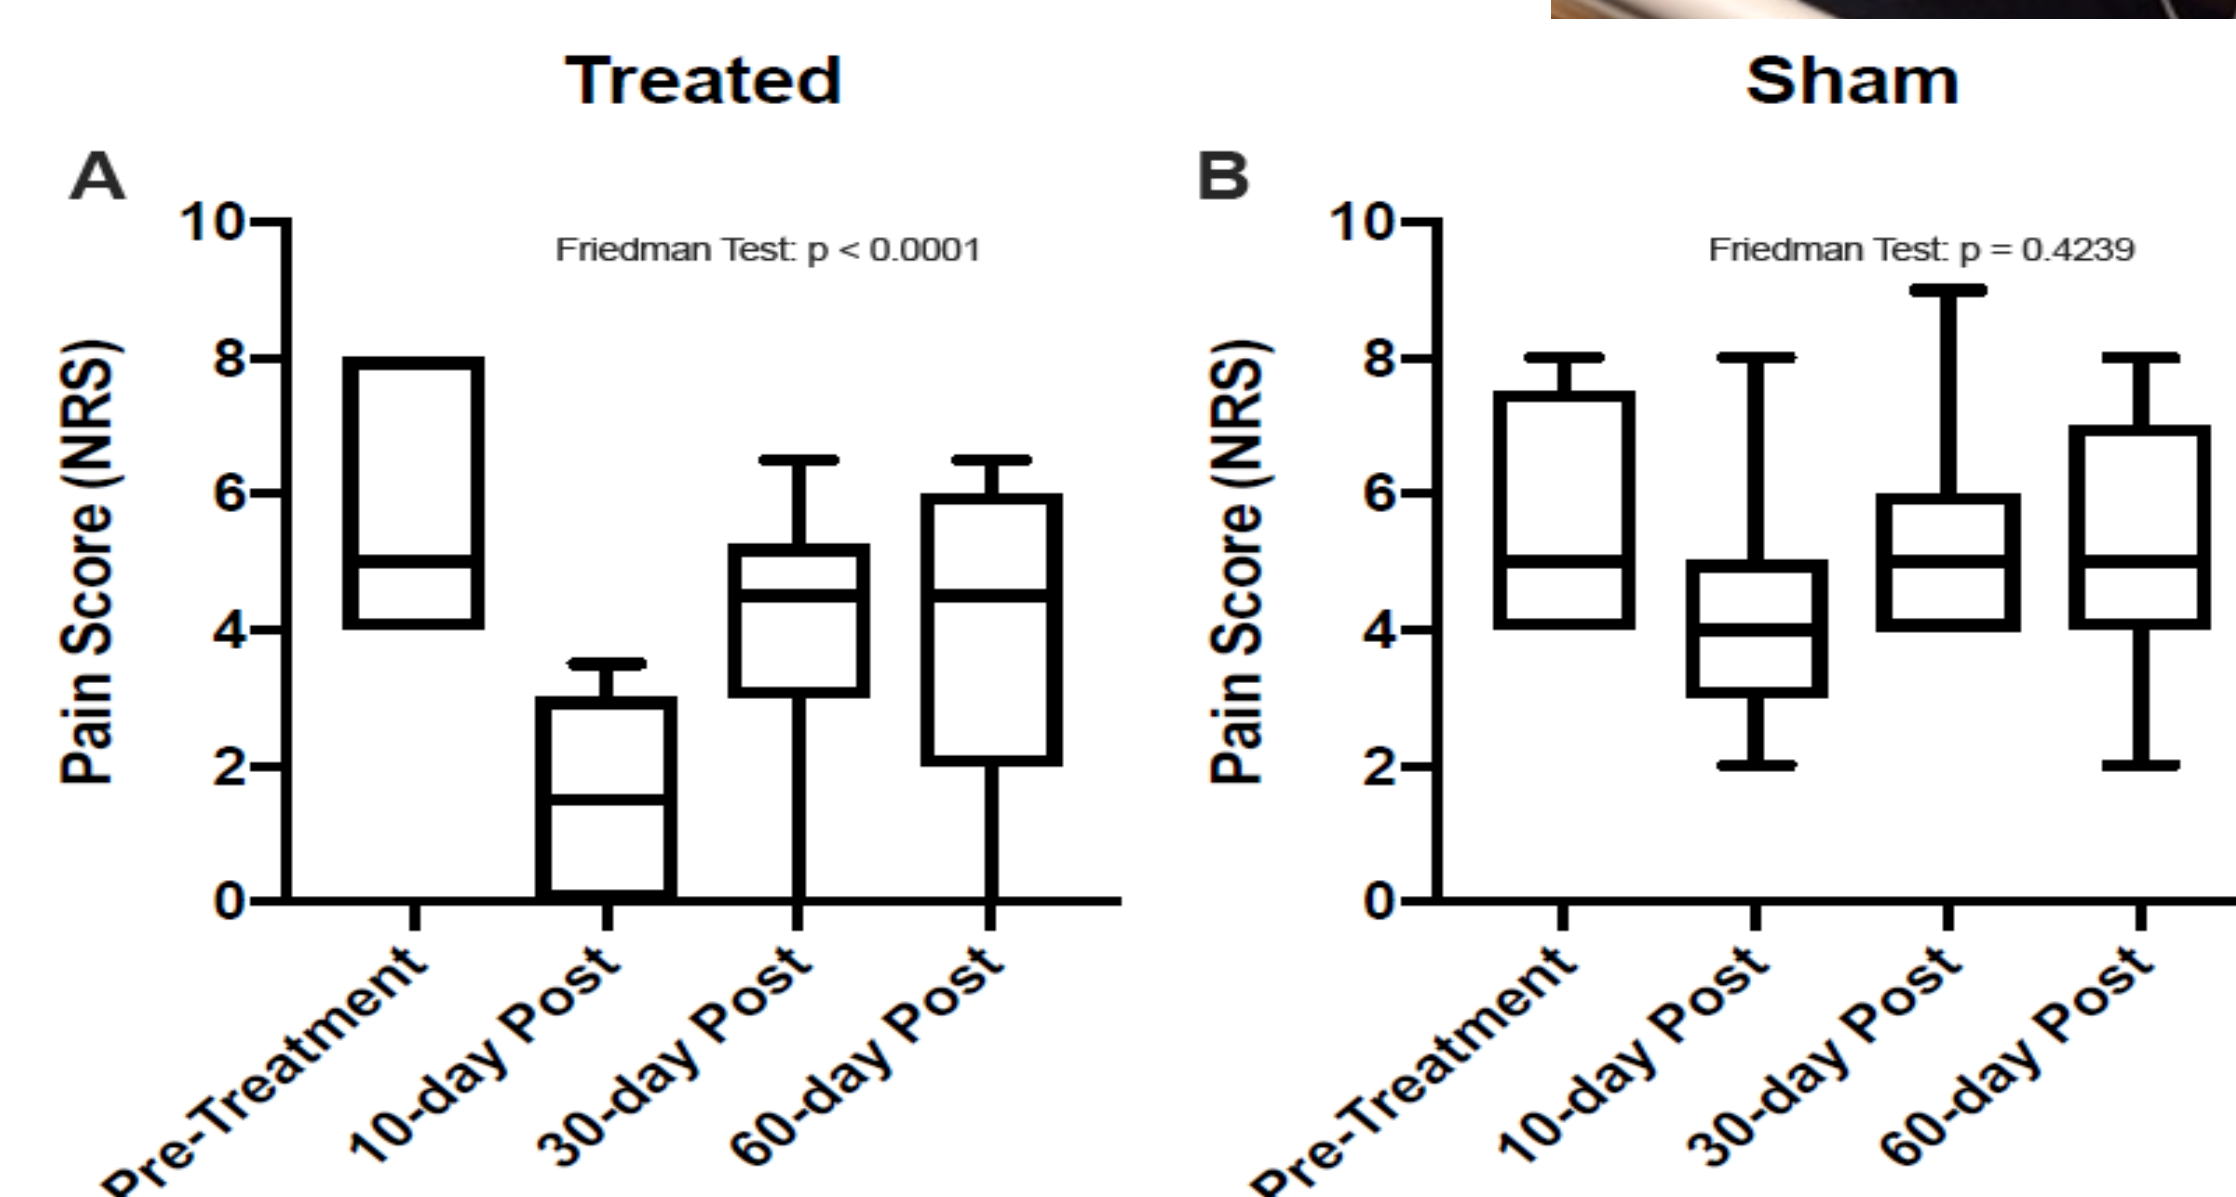 Treated
A
Friedman Test: p < 0.0001
Pain Score (NRS)
10
8
6
4
2
0
Pre-Treatment
10-day Post
30-day Post
60-day Post
Sham
B
Friedman Test: p = 0.4239
Pain Score (NRS)
10
8
6
4
2
0
Pre-Treatment
10-day Post
30-day Post
60-day Post